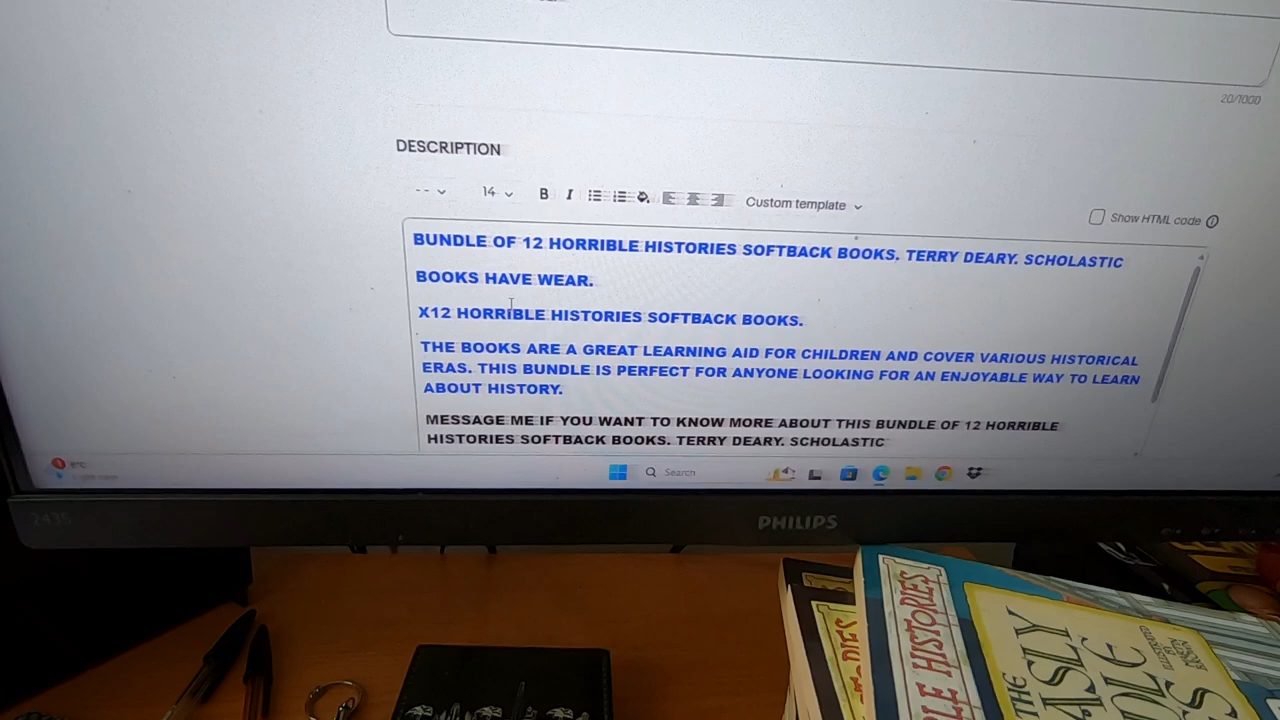 20/1000
DESCRIPTION
-- 14 B I Custom template
Show HTML code
BUNDLE OF 12 HORRIBLE HISTORIES SOFTBACK BOOKS. TERRY DEARY. SCHOLASTIC
BOOKS HAVE WEAR.
X12 HORRIBLE HISTORIES SOFTBACK BOOKS.
THE BOOKS ARE A GREAT LEARNING AID FOR CHILDREN AND COVER VARIOUS HISTORICAL
ERAS. THIS BUNDLE IS PERFECT FOR ANYONE LOOKING FOR AN ENJOYABLE WAY TO LEARN
ABOUT HISTORY.
MESSAGE ME IF YOU WANT TO KNOW MORE ABOUT THIS BUNDLE OF 12 HORRIBLE
HISTORIES SOFTBACK BOOKS. TERRY DEARY. SCHOLASTIC
Search
PHILIPS
HISTORIES
THE
ILLUSTRATED
BY